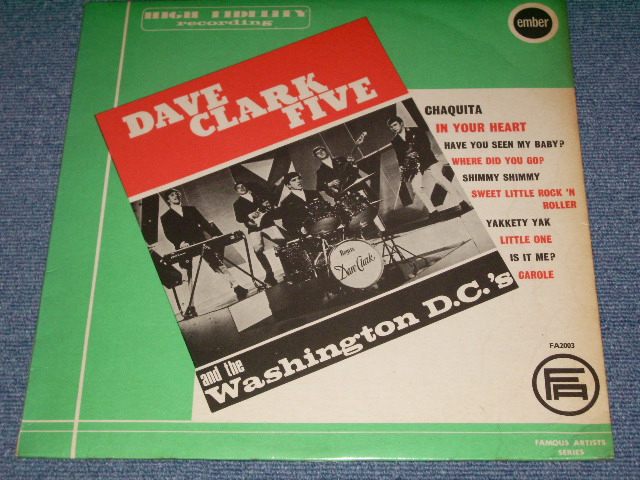 HIGH FIDELITY
recording
ember
DAVE
CLARK
FIVE
CHAQUITA
IN YOUR HEART
HAVE YOU SEEN MY BABY?
WHERE DID YOU GO?
SHIMMY SHIMMY
SWEET LITTLE ROCK 'N
ROLLER
YAKKETY YAK
LITTLE ONE
IS IT ME?
CAROLE
Rogers
Dave Clark
and the
Washington D.C.'s
FA2003
FA
FAMOUS ARTISTS
SERIES